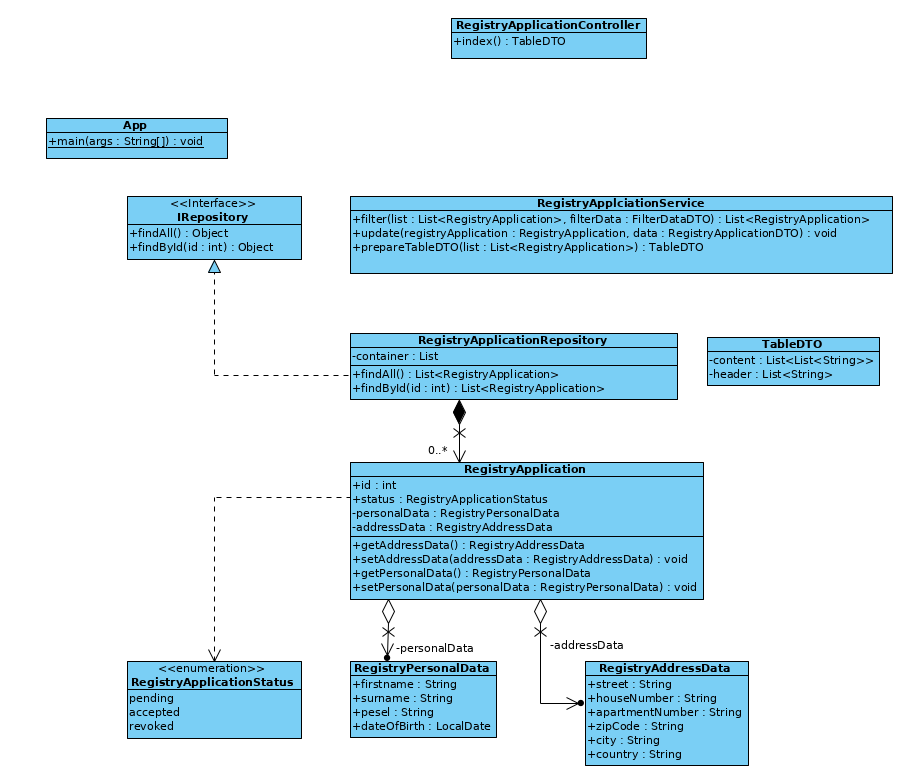 RegistryApplicationController
+index() : TableDTO
App
+main(args : String[]) : void
<<Interface>>
IRepository
+findAll() : Object
+findById(id : int) : Object
RegistryApplciationService
+filter(list : List<RegistryApplication>, filterData : FilterDataDTO) : List<RegistryApplication>
+update(registryApplication : RegistryApplication, data : RegistryApplicationDTO) : void
+prepareTableDTO(list : List<RegistryApplication>) : TableDTO
RegistryApplicationRepository
-container : List
+findAll() : List<RegistryApplication>
+findById(id : int) : List<RegistryApplication>
TableDTO
-content : List<List<String>>
-header : List<String>
0..*
RegistryApplication
+id : int
+status : RegistryApplicationStatus
-personalData : RegistryPersonalData
-addressData : RegistryAddressData
+getAddressData() : RegistryAddressData
+setAddressData(addressData : RegistryAddressData) : void
+getPersonalData() : RegistryPersonalData
+setPersonalData(personalData : RegistryPersonalData) : void
-personalData
-addressData
<<enumeration>>
RegistryApplicationStatus
pending
accepted
revoked
RegistryPersonalData
+firstname : String
+surname : String
+pesel : String
+dateOfBirth : LocalDate
RegistryAddressData
+street : String
+houseNumber : String
+apartmentNumber : String
+zipCode : String
+city : String
+country : String